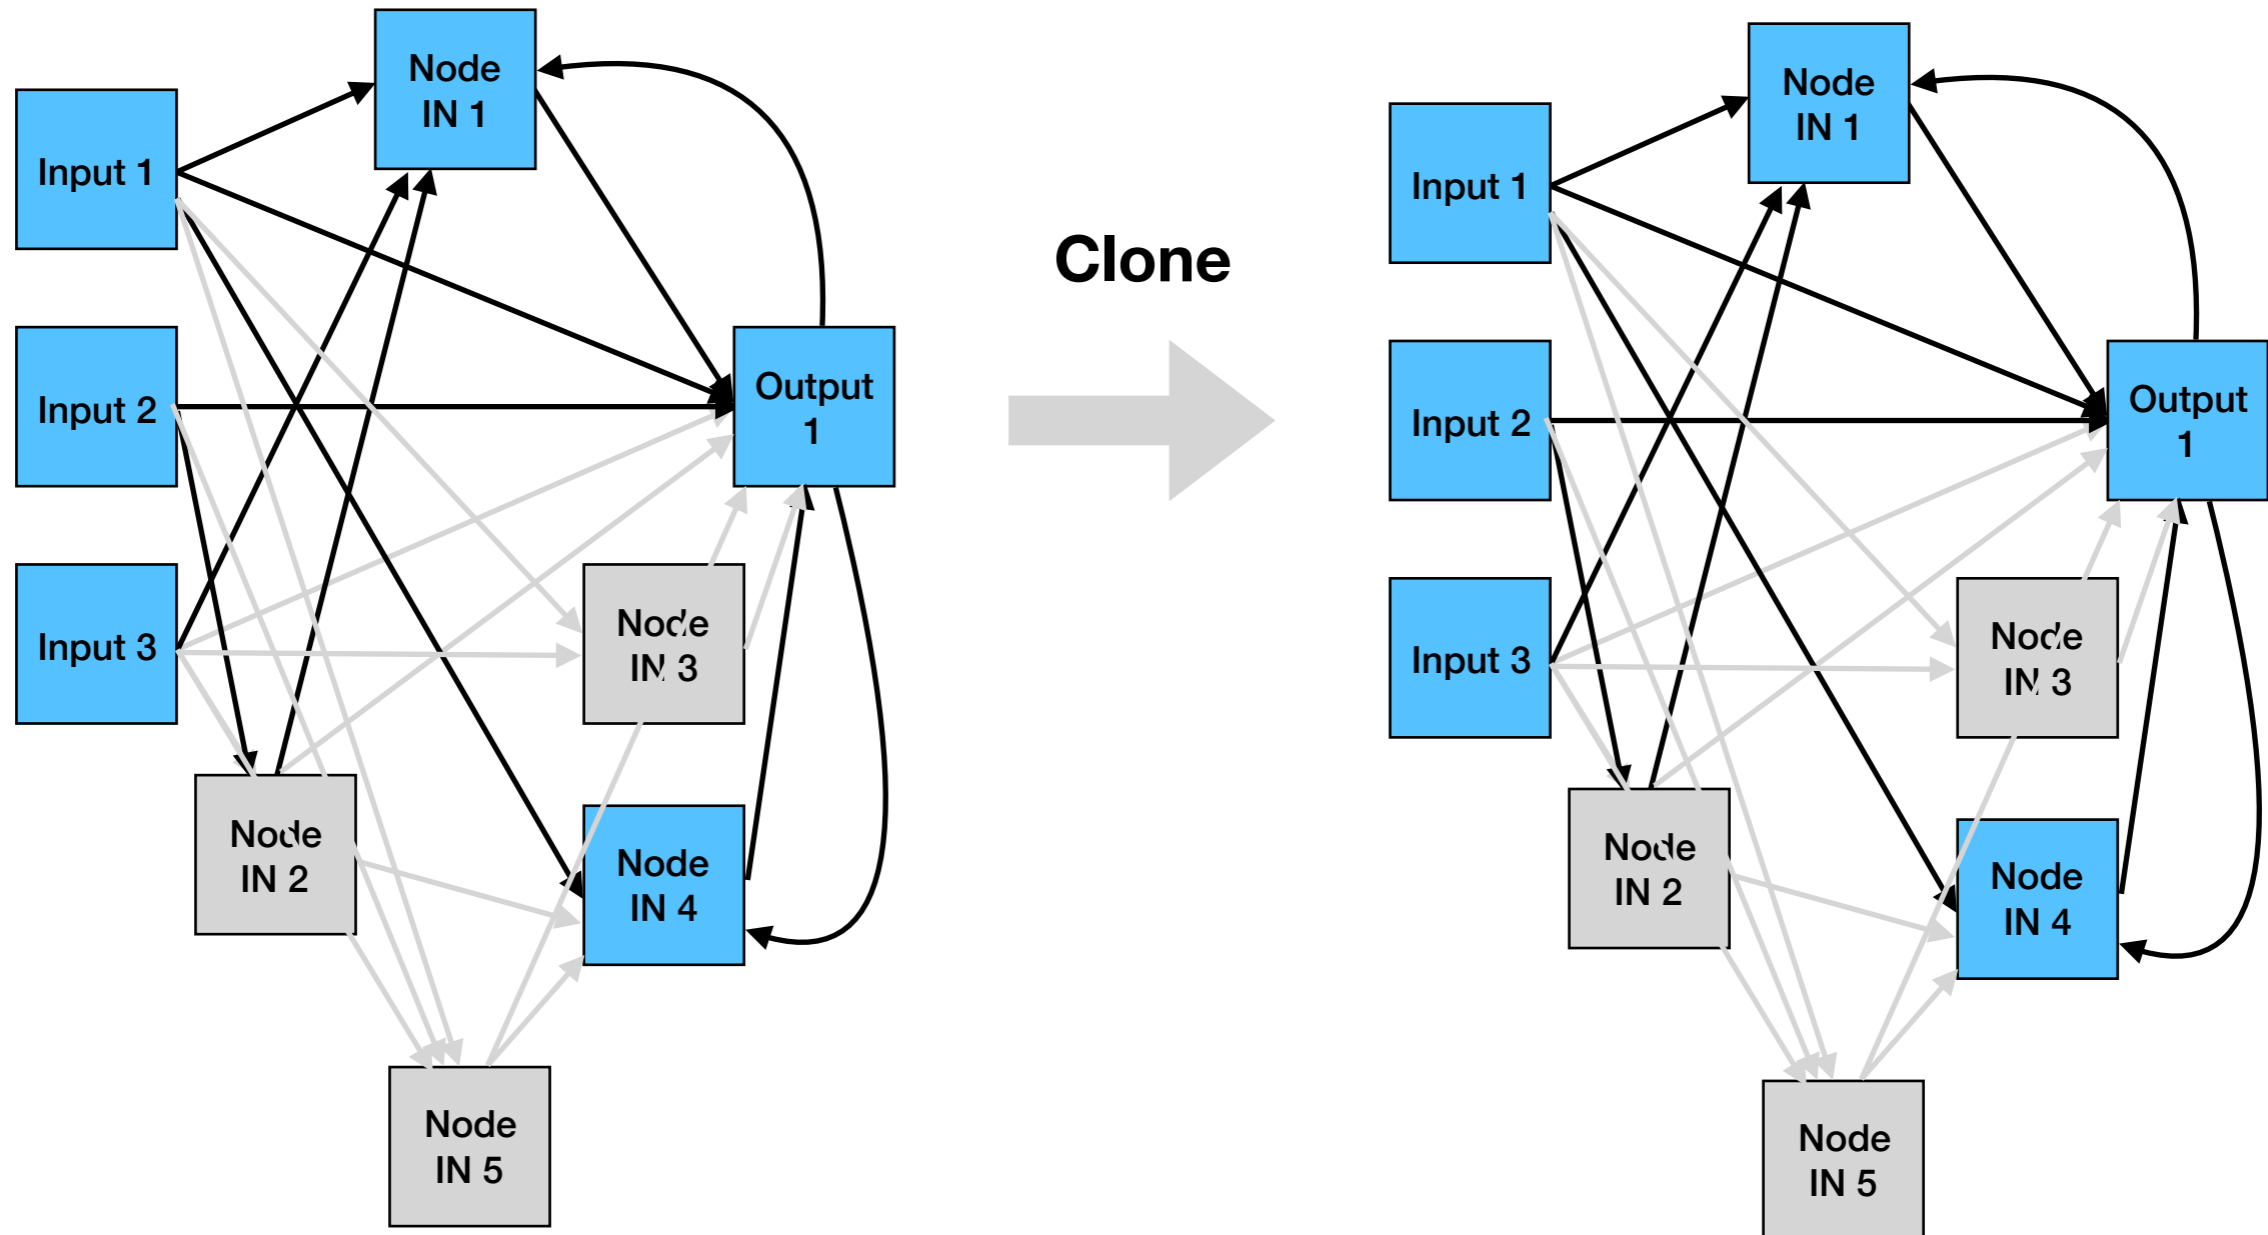 Node
IN 1
Input 1
Input 2
Output
1
Input 3
Node
IN 3
Node
IN 2
Node
IN 4
Node
IN 5
Clone
Node
IN 1
Input 1
Input 2
Output
1
Input 3
Node
IN 3
Node
IN 2
Node
IN 4
Node
IN 5